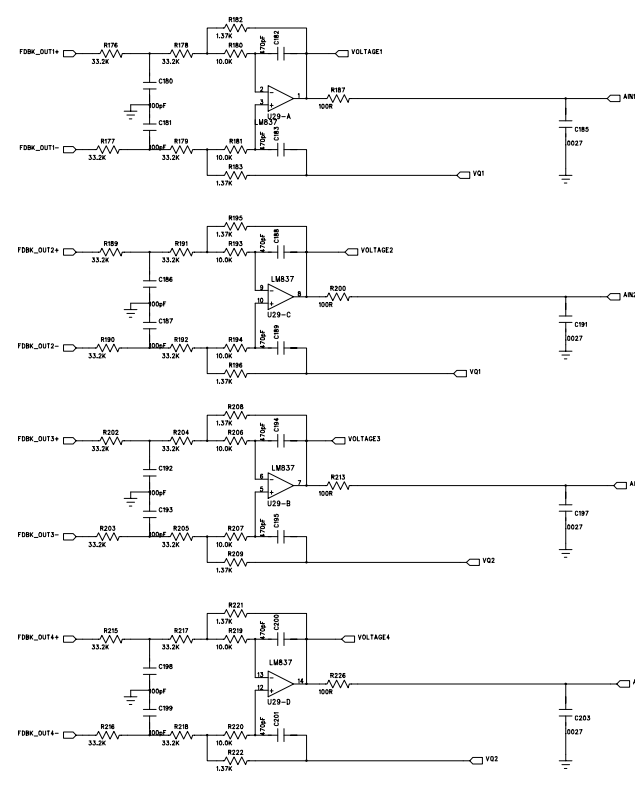 R182
1.37K
FDBK_OUT1+ R176 R178 R180 470pF C182 VOLTAGE1
33.2K 33.2K 10.0K
C180
100pF
2
3
1
U29-A
LM837
R187
100R
AIN1
C181
C185
.0027
FDBK_OUT1- R177 100pF R179 R181 470pF C183
33.2K 33.2K 10.0K
R183
1.37K
VQ1
R195
1.37K
FDBK_OUT2+ R189 R191 R193 470pF C188 VOLTAGE2
33.2K 33.2K 10.0K
C186
100pF
LM837
9
10
8
U29-C
R200
100R
AIN2
C187
C191
.0027
FDBK_OUT2- R190 100pF R192 R194 470pF C189
33.2K 33.2K 10.0K
R196
1.37K
VQ1
R208
1.37K
FDBK_OUT3+ R202 R204 R206 470pF C194 VOLTAGE3
33.2K 33.2K 10.0K
C192
100pF
LM837
6
5
7
U29-B
R213
100R
C193
C197
.0027
FDBK_OUT3- R203 100pF R205 R207 470pF C195
33.2K 33.2K 10.0K
R209
1.37K
VQ2
R221
1.37K
FDBK_OUT4+ R215 R217 R219 470pF C200 VOLTAGE4
33.2K 33.2K 10.0K
C198
100pF
LM837
13
12
14
U29-D
R226
100R
C199
C203
.0027
FDBK_OUT4- R216 100pF R218 R220 470pF C201
33.2K 33.2K 10.0K
R222
1.37K
VQ2